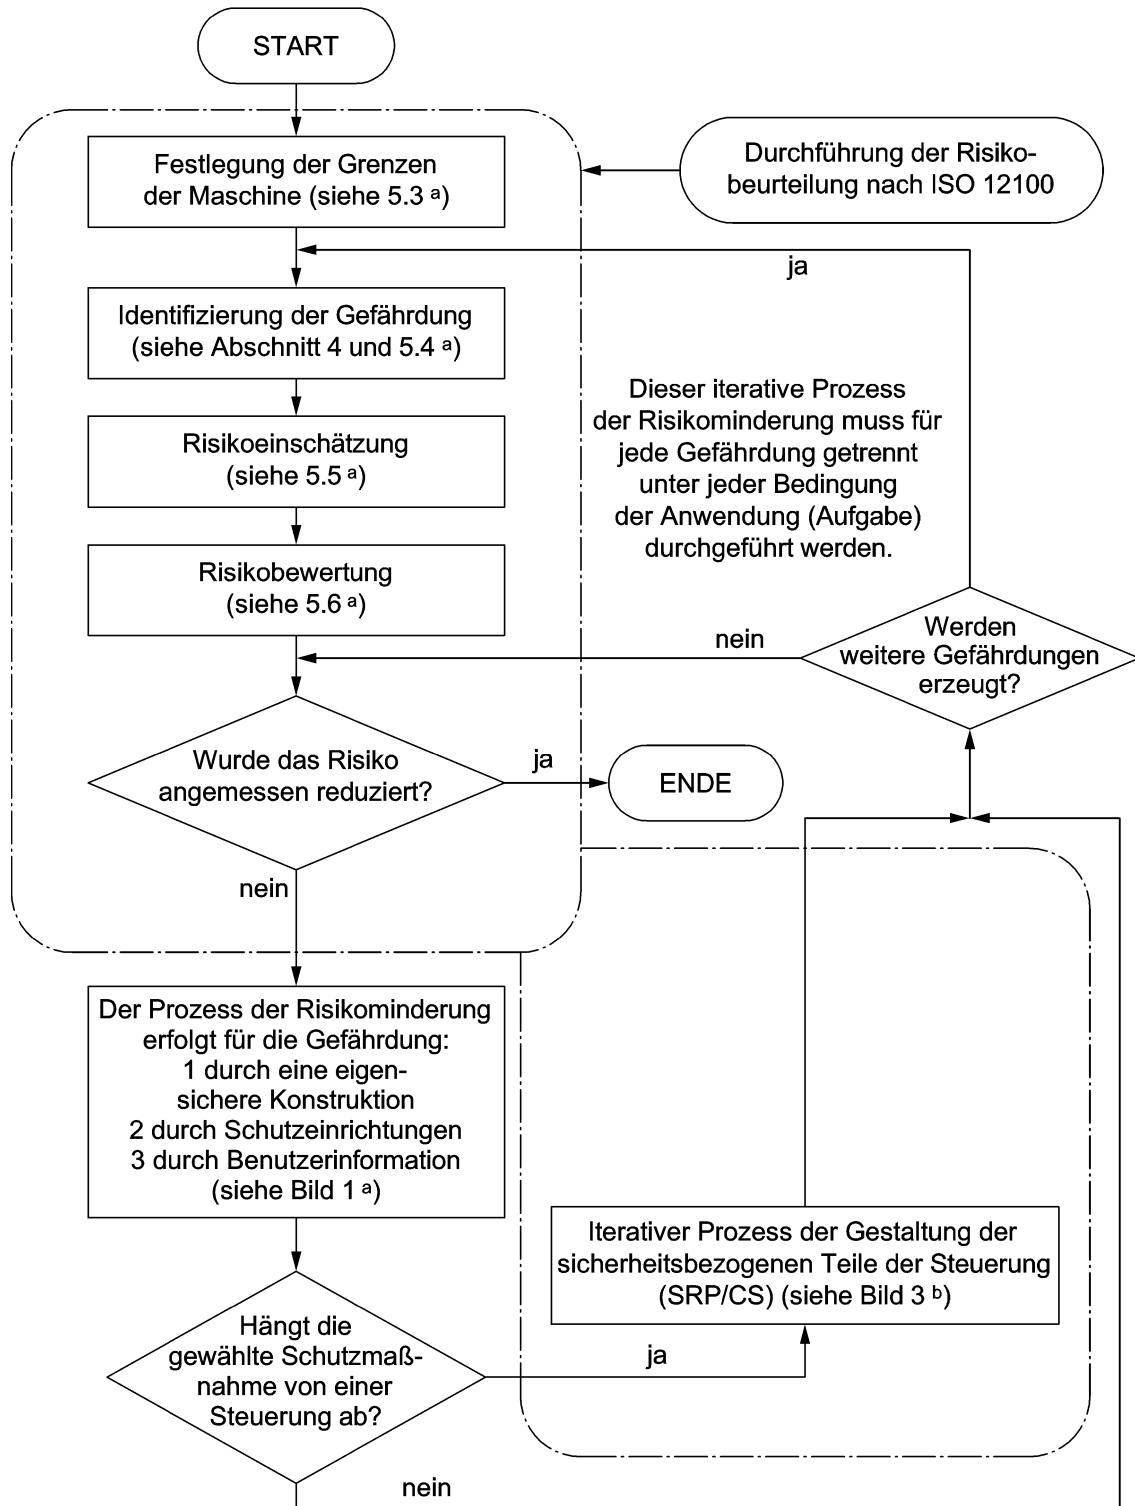 START
Festlegung der Grenzen
der Maschine (siehe 5.3 ª)
Durchführung der Risiko-
beurteilung nach ISO 12100
ja
Identifizierung der Gefährdung
(siehe Abschnitt 4 und 5.4 ª)
Dieser iterative Prozess
der Risikominderung muss für
jede Gefährdung getrennt
unter jeder Bedingung
der Anwendung (Aufgabe)
durchgeführt werden.
Risikoeinschätzung
(siehe 5.5 ª)
Risikobewertung
(siehe 5.6 ª)
nein
Werden
weitere Gefährdungen
erzeugt?
Wurde das Risiko
angemessen reduziert?
ja
ENDE
nein
Der Prozess der Risikominderung
erfolgt für die Gefährdung:
1 durch eine eigen-
sichere Konstruktion
2 durch Schutzeinrichtungen
3 durch Benutzerinformation
(siehe Bild 1 ª)
Iterativer Prozess der Gestaltung der
sicherheitsbezogenen Teile der Steuerung
(SRP/CS) (siehe Bild 3 ᵇ)
Hängt die
gewählte Schutzmaß-
nahme von einer
Steuerung ab?
ja
nein